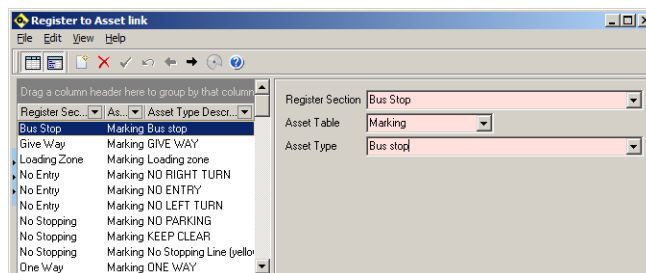 Register to Asset link
File Edit View Help
Drag a column header here to group by that column
Register Sec... As... Asset Type Descr...
Bus Stop Marking Bus stop
Give Way Marking GIVE WAY
Loading Zone Marking Loading zone
No Entry Marking NO RIGHT TURN
No Entry Marking NO ENTRY
No Entry Marking NO LEFT TURN
No Stopping Marking NO PARKING
No Stopping Marking KEEP CLEAR
No Stopping Marking No Stopping Line (yello
One Way Marking ONE WAY
Register Section Bus Stop
Asset Table Marking
Asset Type Bus stop